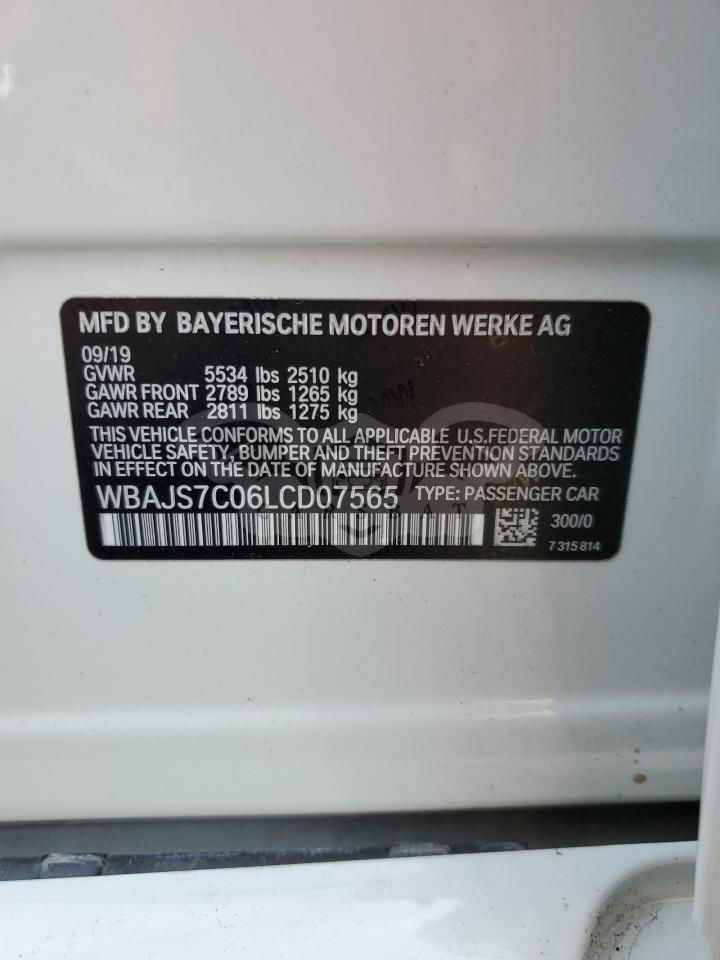 MFD BY BAYERISCHE MOTOREN WERKE AG
09/19
GVWR 5534 lbs 2510 kg
GAWR FRONT 2789 lbs 1265 kg
GAWR REAR 2811 lbs 1275 kg
THIS VEHICLE CONFORMS TO ALL APPLICABLE U.S.FEDERAL MOTOR
VEHICLE SAFETY, BUMPER AND THEFT PREVENTION STANDARDS
IN EFFECT ON THE DATE OF MANUFACTURE SHOWN ABOVE.
WBAJS7C06LCD07565 TYPE: PASSENGER CAR
300/0
7 315 814